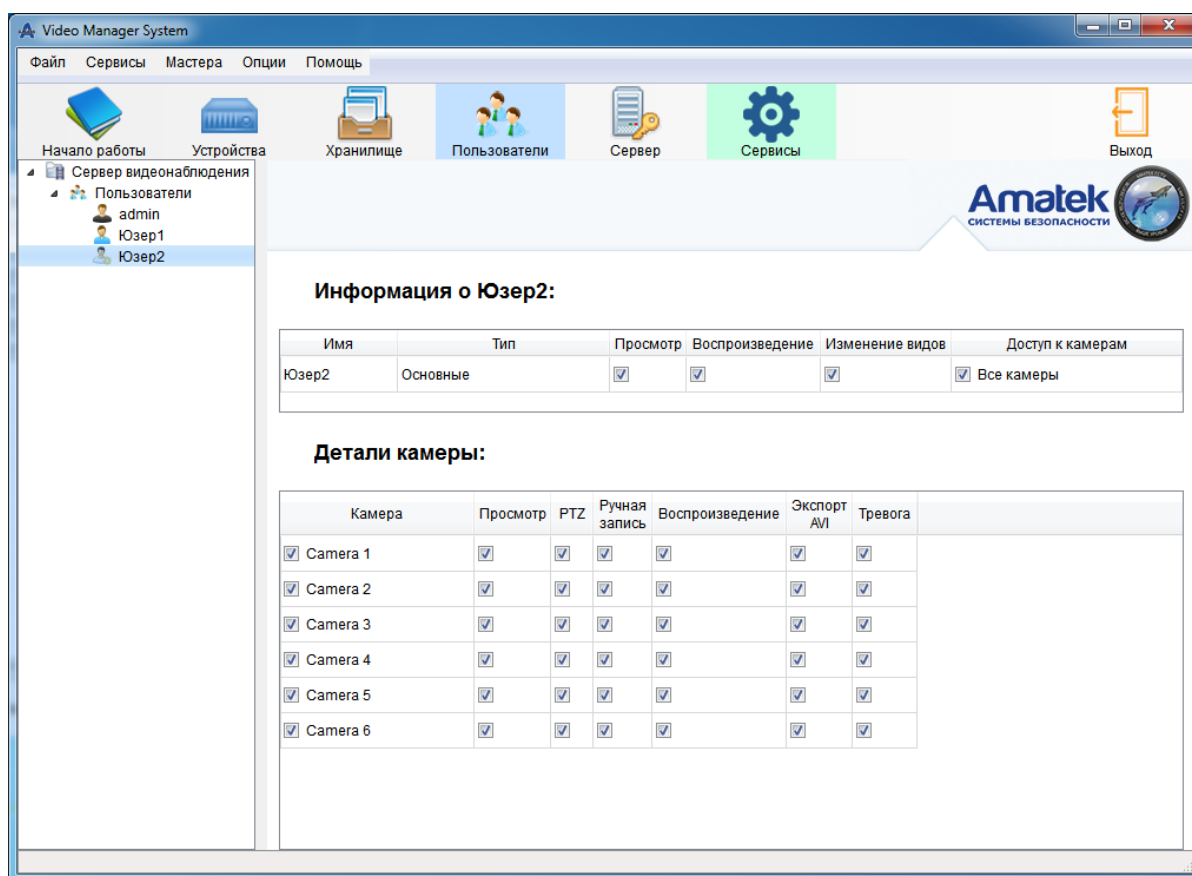 Video Manager System
Файл Сервисы Мастера Опции Помощь
Начало работы Устройства Хранилище Пользователи Сервер Сервисы Выход
Сервер видеонаблюдения
Пользователи
admin
Юзер1
Юзер2
Amatek
СИСТЕМЫ БЕЗОПАСНОСТИ
Информация о Юзер2:
Имя Тип Просмотр Воспроизведение Изменение видов Доступ к камерам
Юзер2 Основные Все камеры
Детали камеры:
Камера Просмотр PTZ Ручная запись Воспроизведение Экспорт AVI Тревога
Camera 1
Camera 2
Camera 3
Camera 4
Camera 5
Camera 6